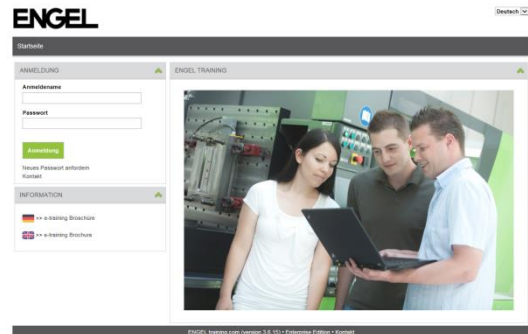 ENGEL
Deutsch
Startseite
ANMELDUNG
Anmeldename
Passwort
Anmeldung
Neues Passwort anfordern
Kontakt
INFORMATION
>> e-training Broschüre
>> e-training Brochure
ENGEL TRAINING
ENGEL training.com (version 3.6.15) • Enterprise Edition • Kontakt